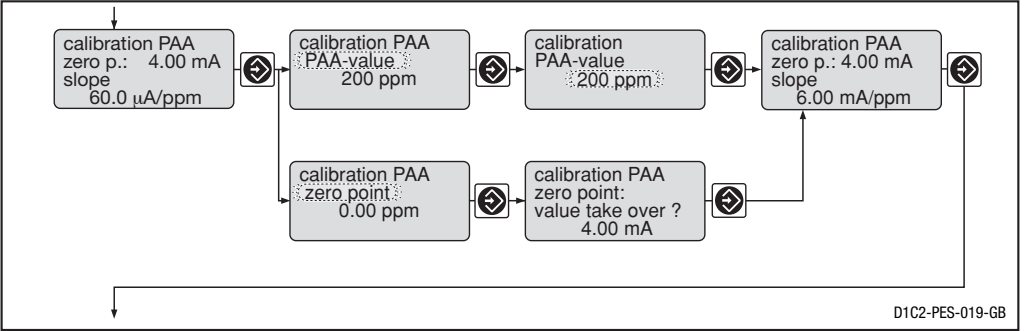 calibration PAA
zero p.: 4.00 mA
slope
60.0 µA/ppm
calibration PAA
PAA-value
200 ppm
calibration
PAA-value
200 ppm
calibration PAA
zero p.: 4.00 mA
slope
6.00 mA/ppm
calibration PAA
zero point
0.00 ppm
calibration PAA
zero point:
value take over ?
4.00 mA
D1C2-PES-019-GB